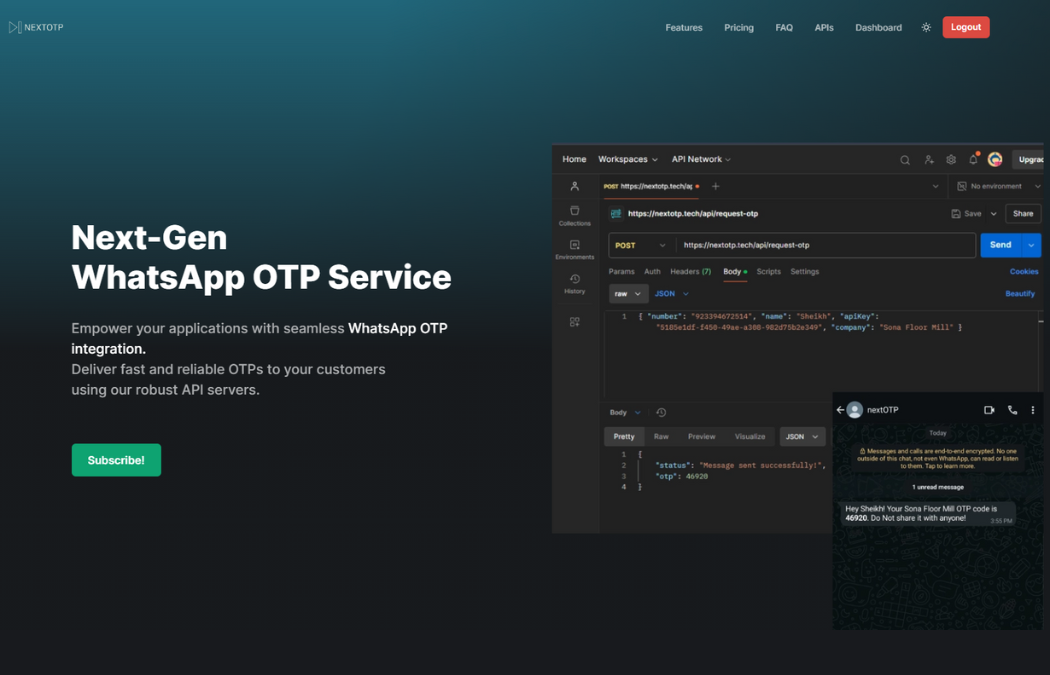 NEXTOTP
Features Pricing FAQ APIs Dashboard Logout
Next-Gen
WhatsApp OTP Service
Empower your applications with seamless WhatsApp OTP
integration.
Deliver fast and reliable OTPs to your customers
using our robust API servers.
Subscribe!
Home Workspaces API Network Upgrad
POST https://nextotp.tech/ap + No environment
Collections
Environments
History
https://nextotp.tech/api/request-otp Save Share
POST https://nextotp.tech/api/request-otp Send
Params Auth Headers (7) Body Scripts Settings Cookies
raw JSON Beautify
1 { "number": "923394672514", "name": "Sheikh", "apiKey":
"5185e1df-f450-49ae-a308-982d75b2e349", "company": "Sona Floor Mill" }
Body
Pretty Raw Preview Visualize JSON
1 {
2 "status": "Message sent successfully!",
3 "otp": 46920
4 }
nextOTP
Today
Messages and calls are end-to-end encrypted. No one
outside of this chat, not even WhatsApp, can read or listen
to them. Tap to learn more.
1 unread message
Hey Sheikh! Your Sona Floor Mill OTP code is
46920. Do Not share it with anyone!
3:55 PM